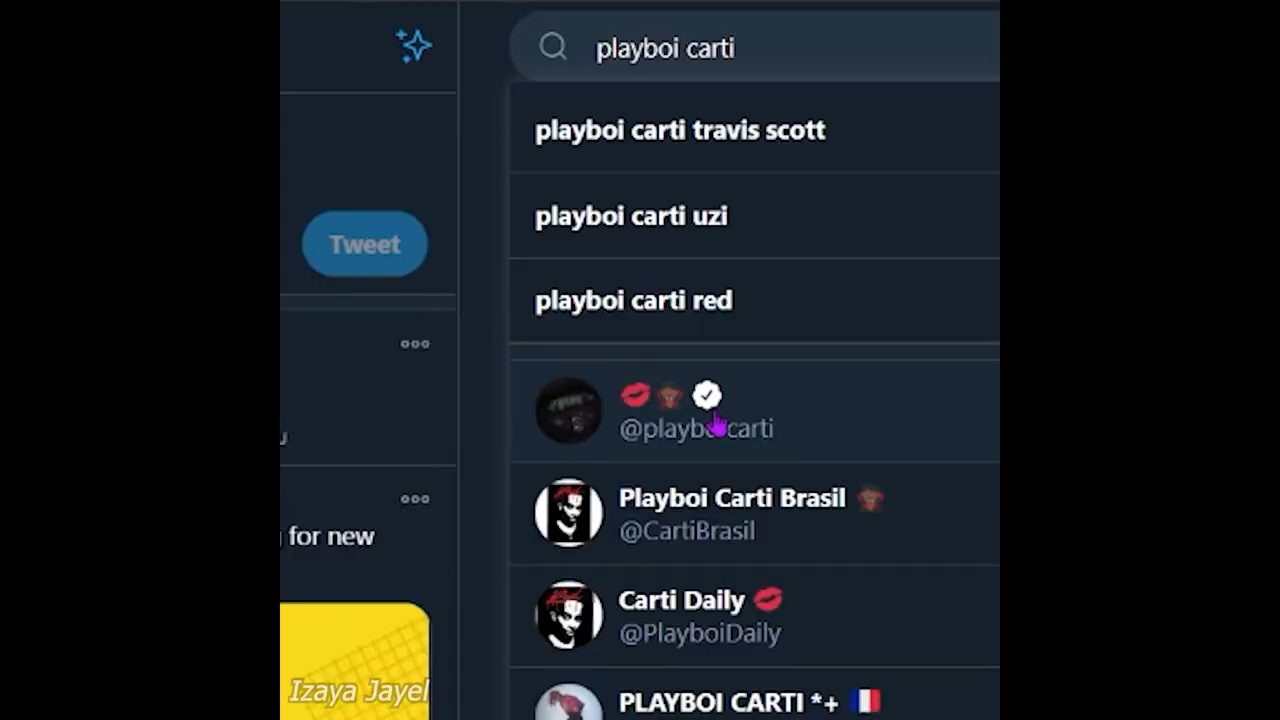 playboi carti
playboi carti travis scott
Tweet
playboi carti uzi
playboi carti red
@playboicarti
Playboi Carti Brasil
@CartiBrasil
for new
Carti Daily
@PlayboiDaily
Izaya Jayel
PLAYBOI CARTI *+